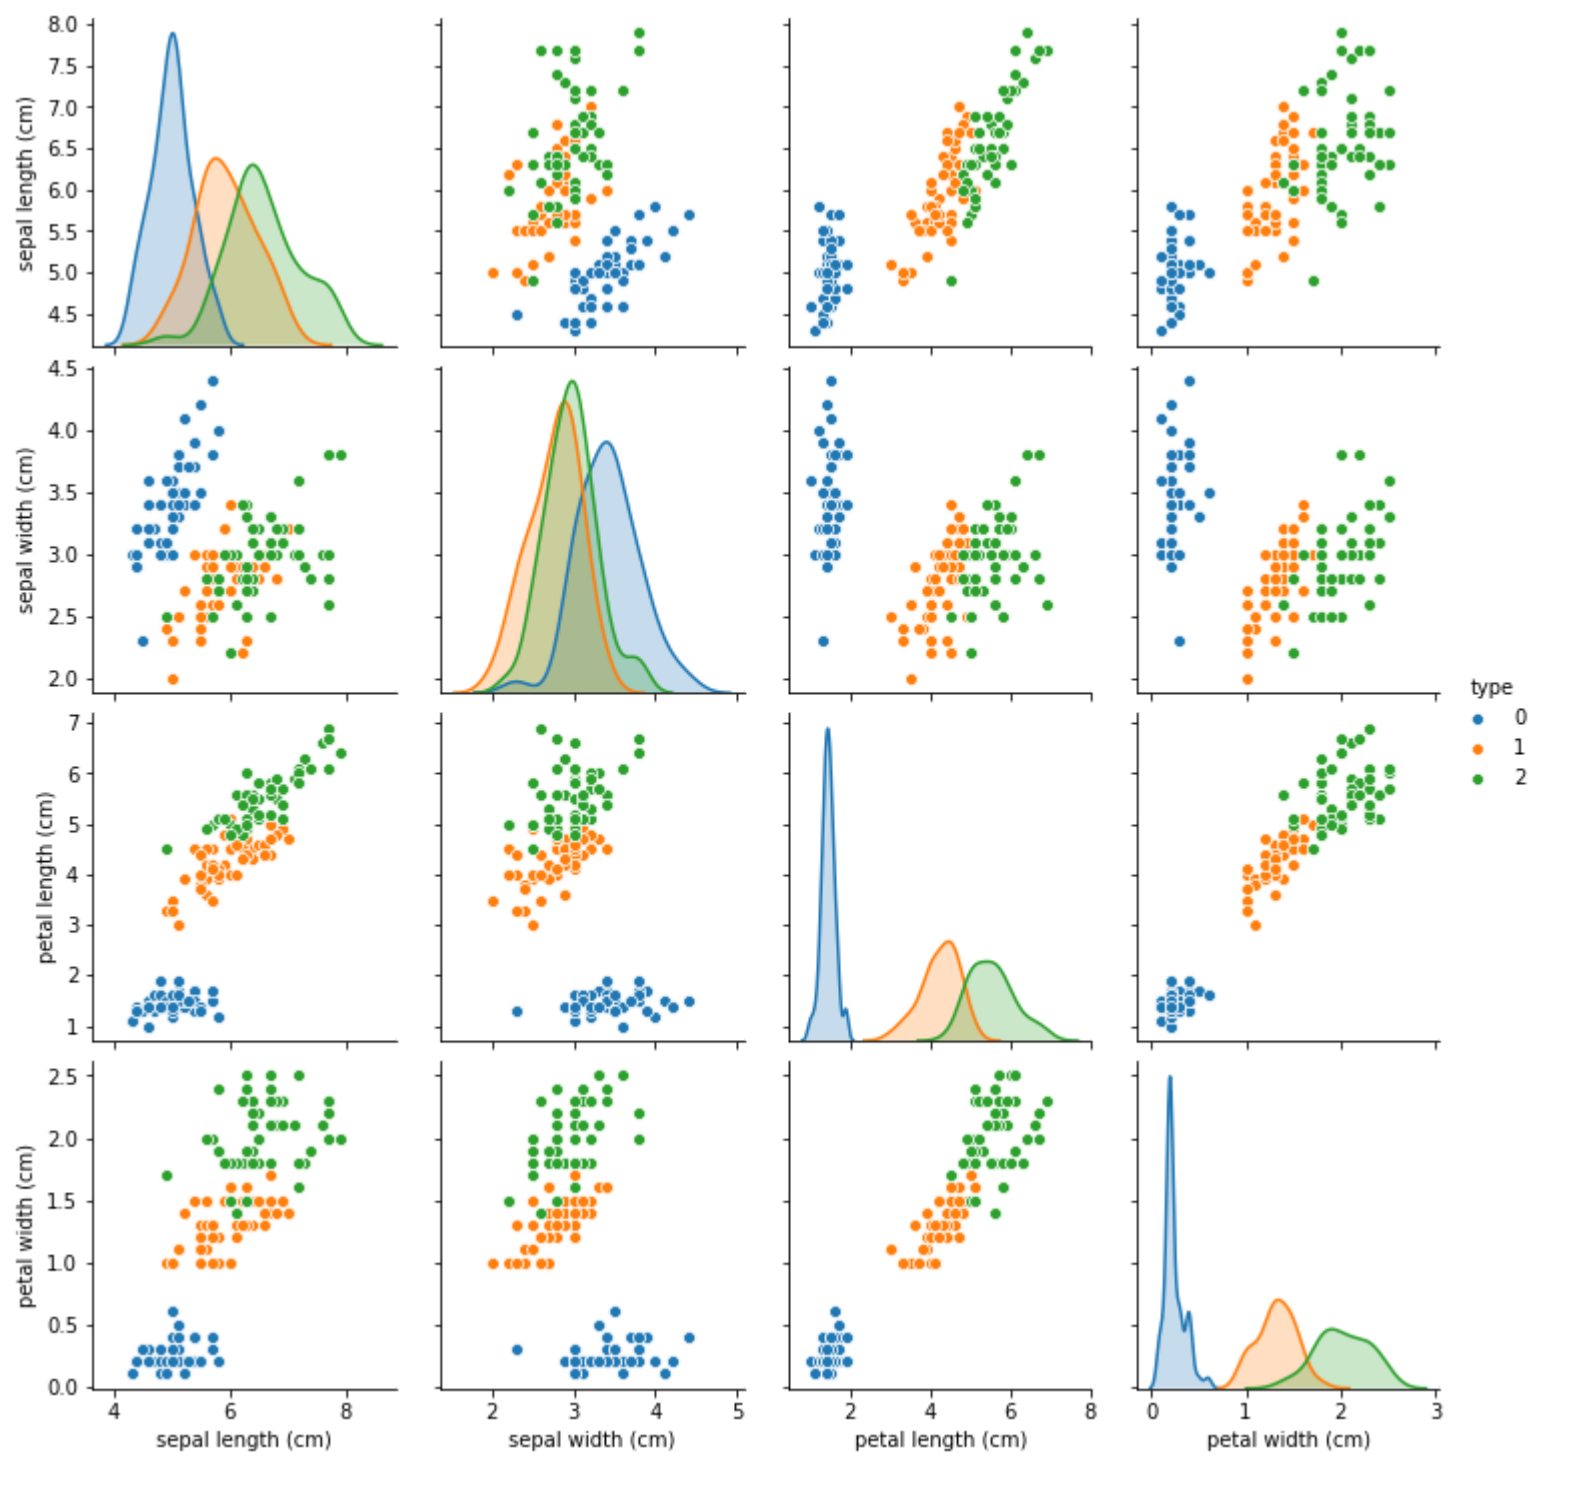 8.0
7.5
7.0
6.5
6.0
5.5
5.0
4.5
sepal length (cm)
4.5
4.0
3.5
3.0
2.5
2.0
sepal width (cm)
type
0
1
2
7
6
5
4
3
2
1
petal length (cm)
2.5
2.0
1.5
1.0
0.5
0.0
petal width (cm)
4 6 8
sepal length (cm)
2 3 4 5
sepal width (cm)
2 4 6 8
petal length (cm)
0 1 2 3
petal width (cm)